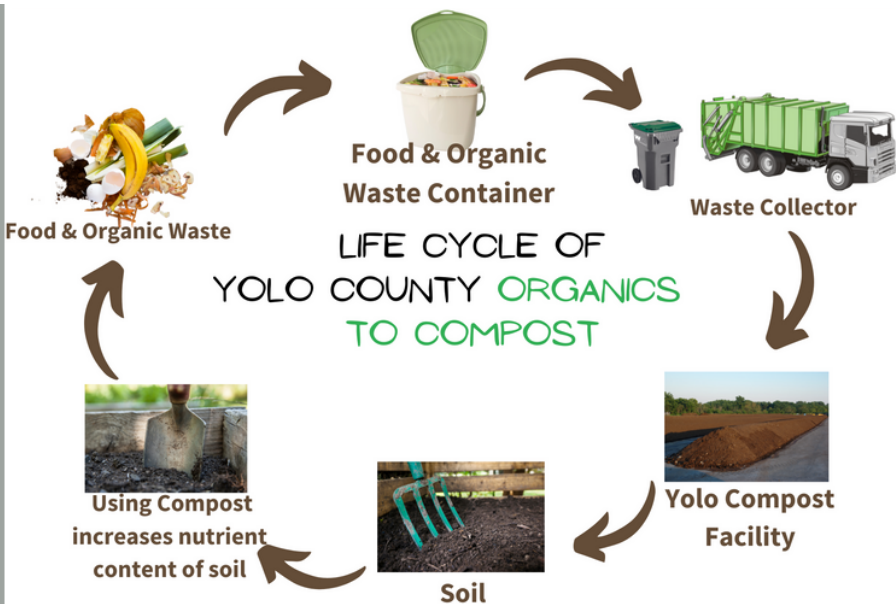 Food & Organic
Waste Container
Waste Collector
Food & Organic Waste
LIFE CYCLE OF
YOLO COUNTY ORGANICS
TO COMPOST
Yolo Compost
Facility
Soil
Using Compost
increases nutrient
content of soil